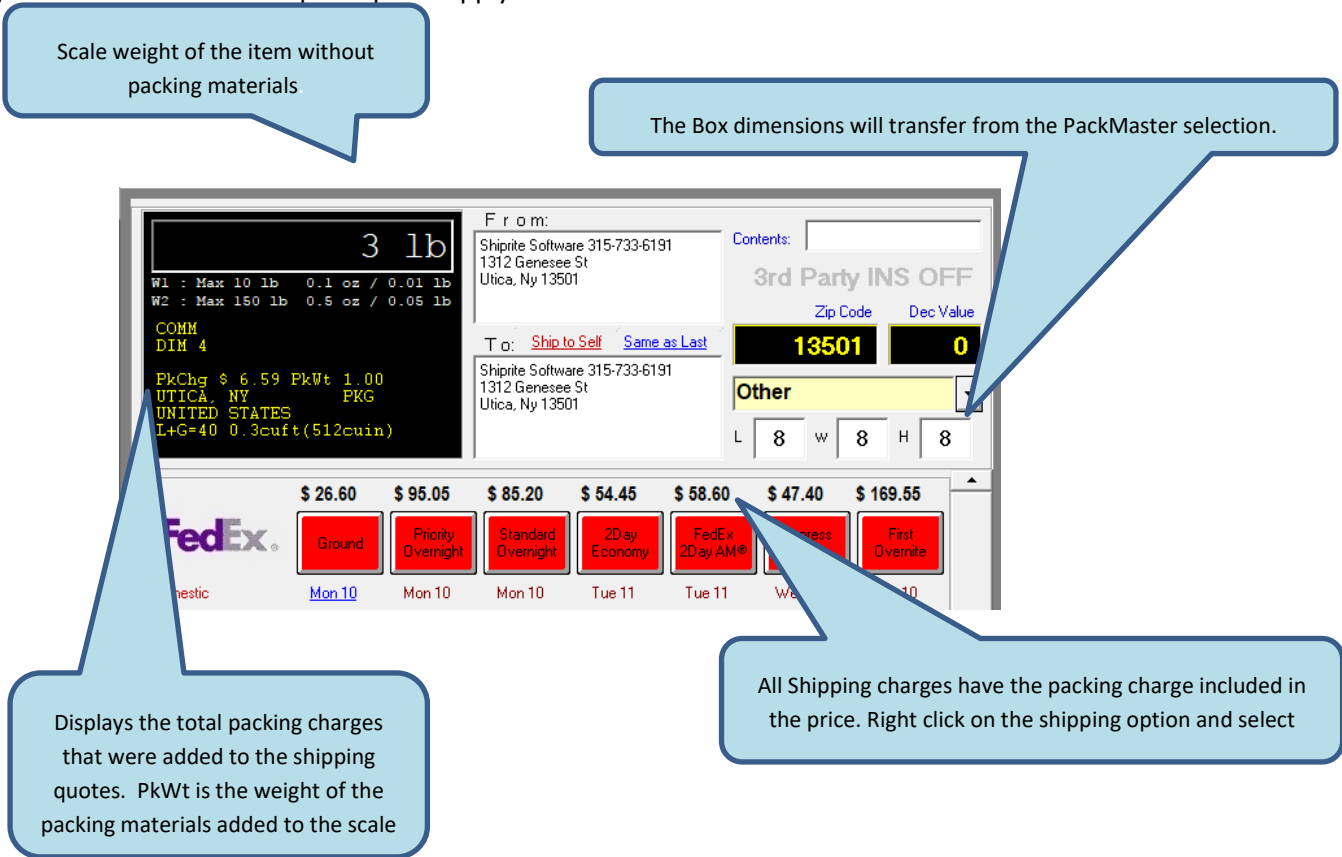 Scale weight of the item without
packing materials.
The Box dimensions will transfer from the PackMaster selection.
3 lb
W1 : Max 10 lb 0.1 oz / 0.01 lb
W2 : Max 150 lb 0.5 oz / 0.05 lb
COMM
DIM 4
PkChg $ 6.59 PkWt 1.00
UTICA, NY PKG
UNITED STATES
L+G=40 0.3cuft(512cuin)
From:
Shiprite Software 315-733-6191
1312 Genesee St
Utica, Ny 13501
To: Ship to Self Same as Last
Shiprite Software 315-733-6191
1312 Genesee St
Utica, Ny 13501
Contents:
3rd Party INS OFF
Zip Code Dec Value
13501 0
Other
L 8 W 8 H 8
$ 26.60 $ 95.05 $ 85.20 $ 54.45 $ 58.60 $ 47.40 $ 169.55
FedEx®
Ground
Priority
Overnight
Standard
Overnight
2Day
Economy
FedEx
2Day AM®
First
Overnite
Mon 10 Mon 10 Mon 10 Tue 11 Tue 11
All Shipping charges have the packing charge included in
the price. Right click on the shipping option and select
Displays the total packing charges
that were added to the shipping
quotes. PkWt is the weight of the
packing materials added to the scale